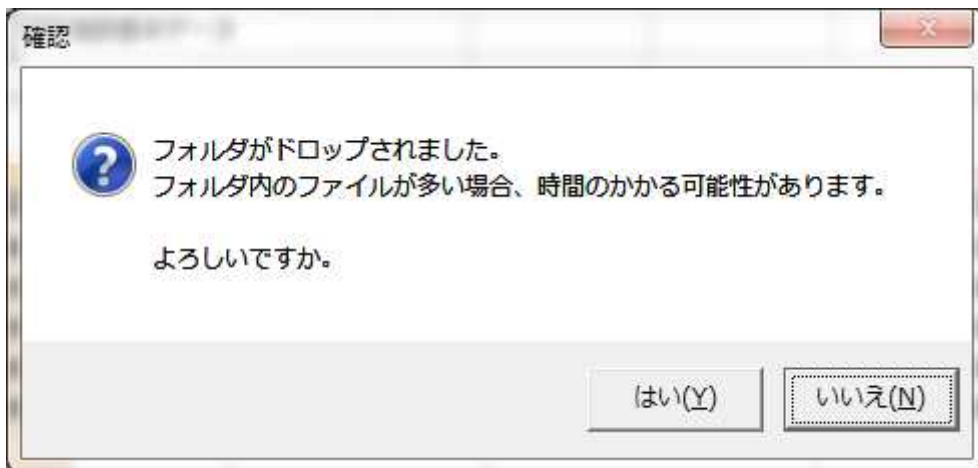 確認
フォルダがドロップされました。
フォルダ内のファイルが多い場合、時間のかかる可能性があります。
よろしいですか。
はい(Y)
いいえ(N)